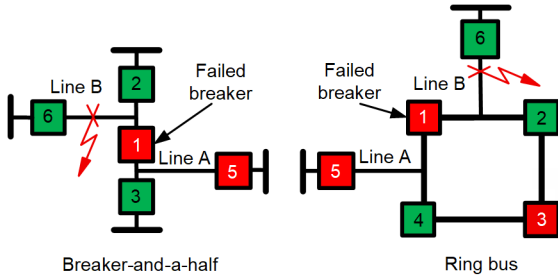 6
Line B
2
Failed
breaker
1
Line A
5
3
Breaker-and-a-half
6
Line B
Failed
breaker
1
2
Line A
5
4
3
Ring bus